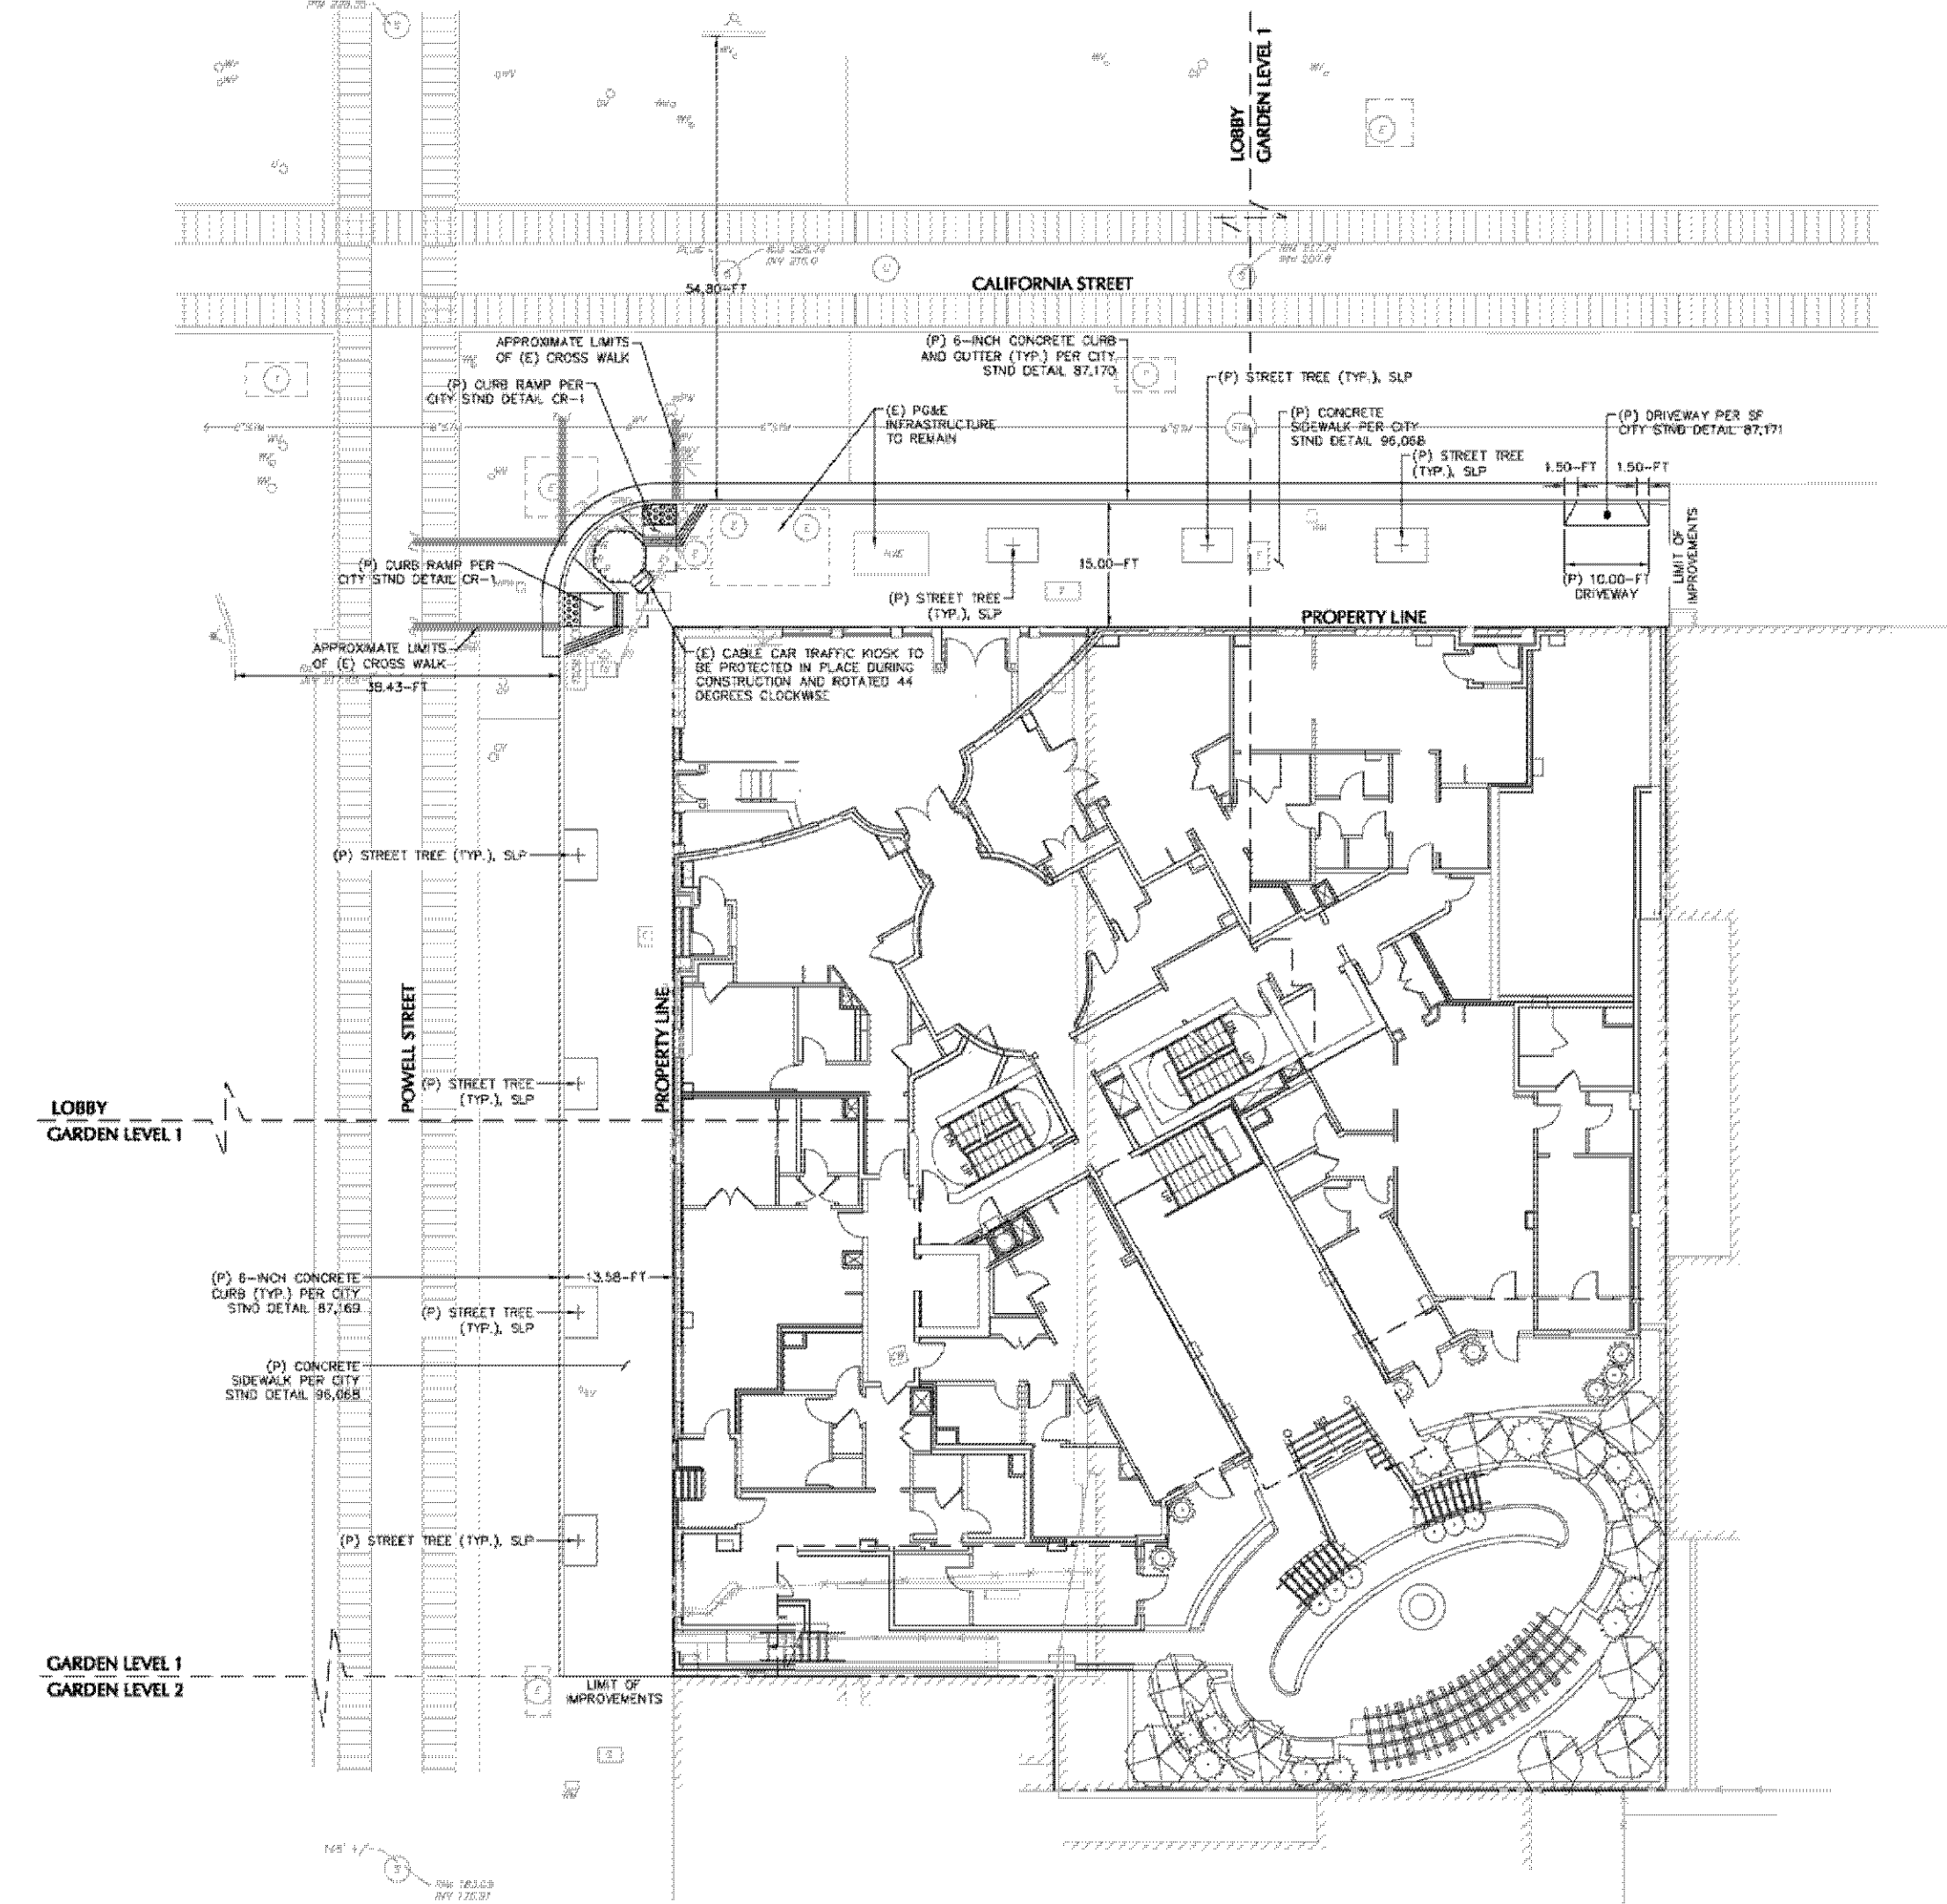 LOBBY
GARDEN LEVEL 1
CALIFORNIA STREET
54.80-FT
APPROXIMATE LIMITS
OF (E) CROSS WALK
(P) CURB RAMP PER
CITY STND DETAIL CR-1
(P) 6-INCH CONCRETE CURB
AND GUTTER (TYP.) PER CITY
STND DETAIL 87,170
(P) STREET TREE (TYP.), SLP
(E) PG&E
INFRASTRUCTURE
TO REMAIN
(P) CONCRETE
SIDEWALK PER CITY
STND DETAIL 96,068
(P) DRIVEWAY PER SF
CITY STND DETAIL 87,171
(P) STREET TREE
(TYP.), SLP
1.50-FT
1.50-FT
LIMIT OF
IMPROVEMENTS
15.00-FT
(P) CURB RAMP PER
CITY STND DETAIL CR-1
(P) 10.00-FT
DRIVEWAY
(P) STREET TREE
(TYP.), SLP
PROPERTY LINE
APPROXIMATE LIMITS
OF (E) CROSS WALK
38.43-FT
(E) CABLE CAR TRAFFIC KIOSK TO
BE PROTECTED IN PLACE DURING
CONSTRUCTION AND ROTATED 44
DEGREES CLOCKWISE
(P) STREET TREE (TYP.), SLP
POWELL STREET
PROPERTY LINE
(P) STREET TREE
(TYP.), SLP
LOBBY
GARDEN LEVEL 1
(P) 6-INCH CONCRETE
CURB (TYP.) PER CITY
STND DETAIL 87,169
13.58-FT
(P) STREET TREE
(TYP.), SLP
(P) CONCRETE
SIDEWALK PER CITY
STND DETAIL 96,068
(P) STREET TREE (TYP.), SLP
GARDEN LEVEL 1
GARDEN LEVEL 2
LIMIT OF
IMPROVEMENTS